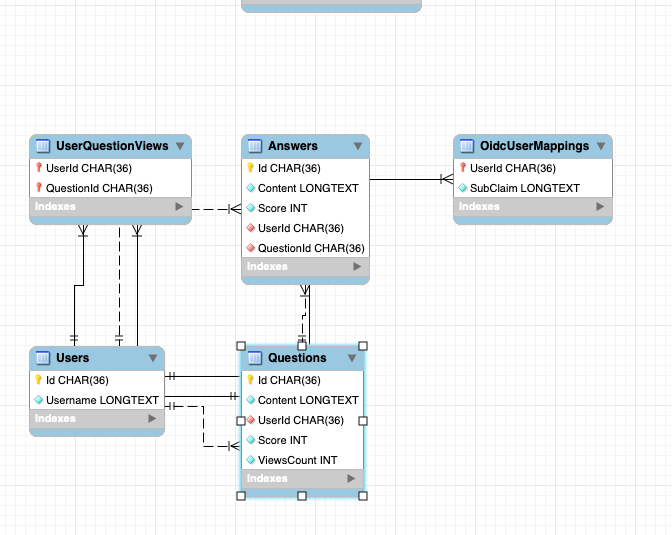 UserQuestionViews
UserId CHAR(36)
QuestionId CHAR(36)
Indexes
Answers
Id CHAR(36)
Content LONGTEXT
Score INT
UserId CHAR(36)
QuestionId CHAR(36)
Indexes
OidcUserMappings
UserId CHAR(36)
SubClaim LONGTEXT
Indexes
Users
Id CHAR(36)
Username LONGTEXT
Indexes
Questions
Id CHAR(36)
Content LONGTEXT
UserId CHAR(36)
Score INT
ViewsCount INT
Indexes